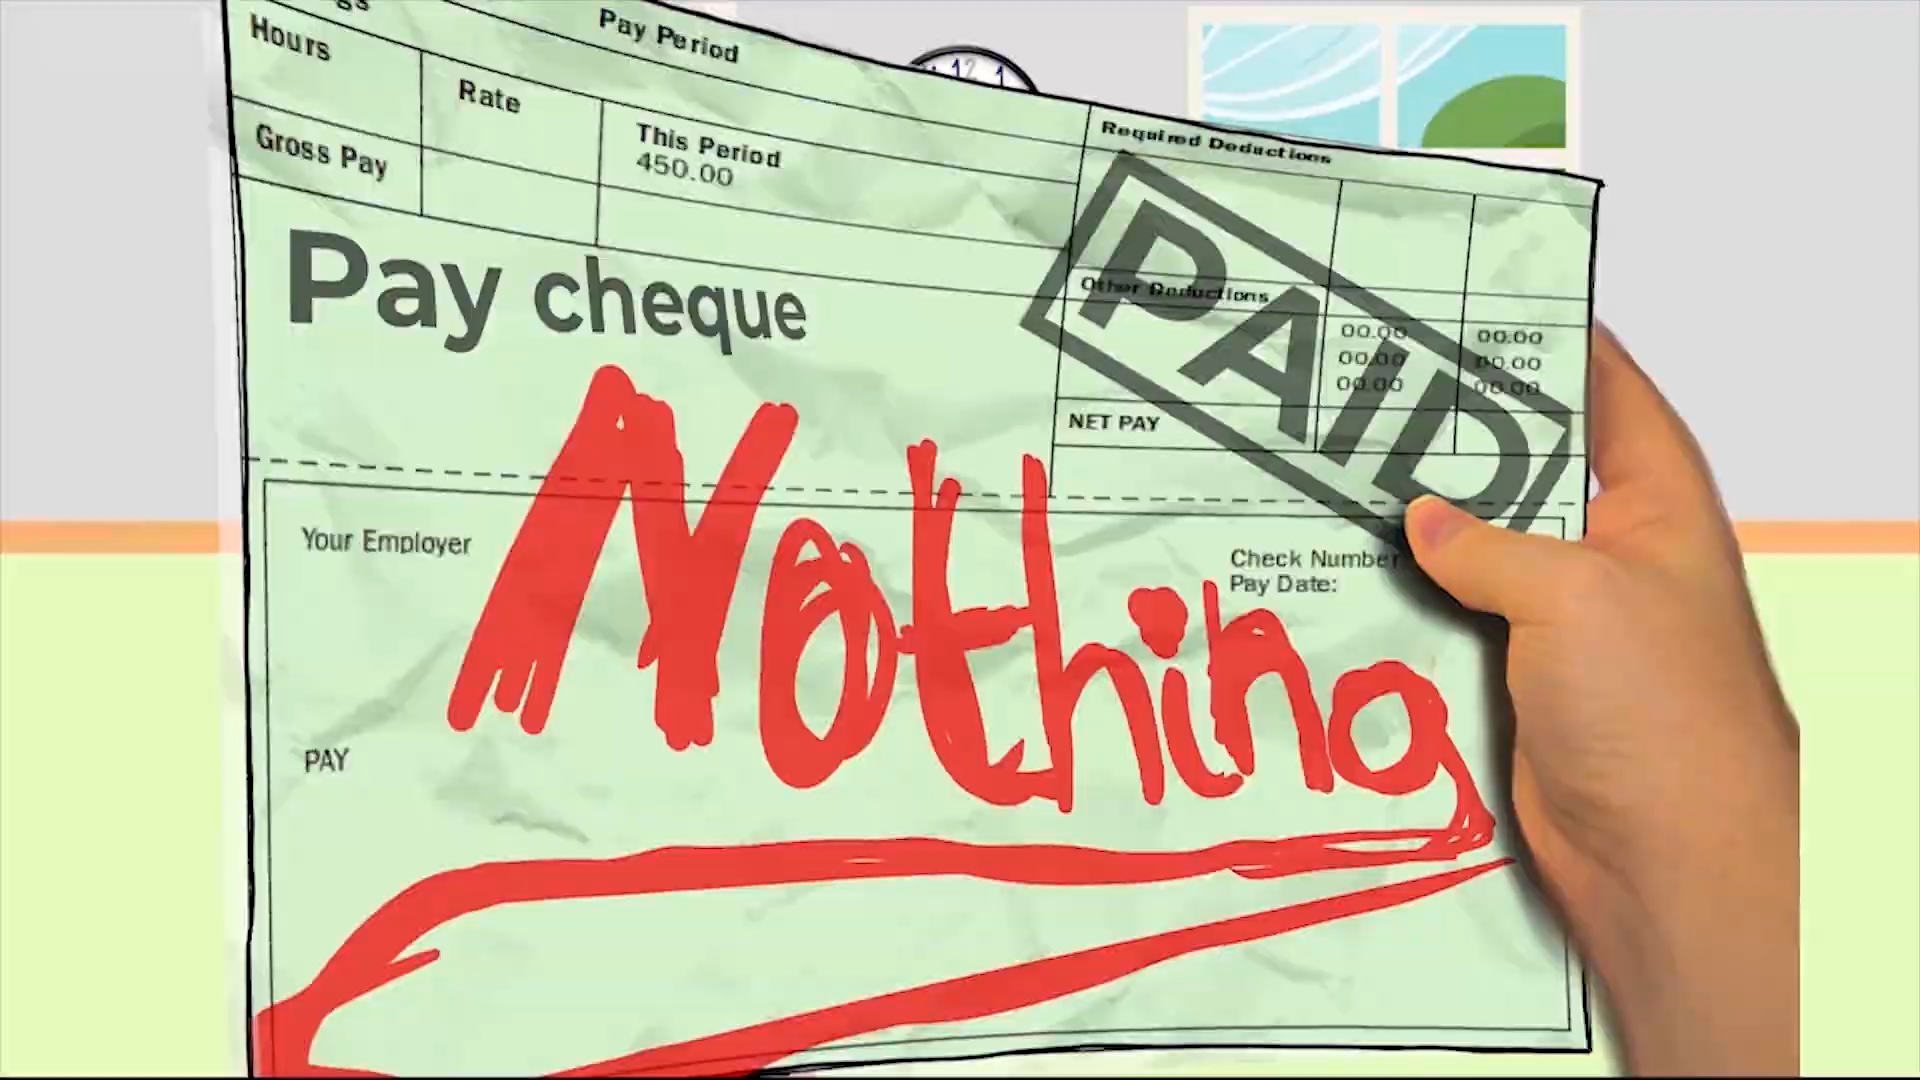 Pay Period
Hours
Rate
This Period
450.00
Gross Pay
Required Deductions
Other Deductions
00.00 00.00
00.00 00.00
00.00 00.00
NET PAY
PAID
Pay cheque
Nothing
Your Employer
Check Number
Pay Date:
PAY
12 1